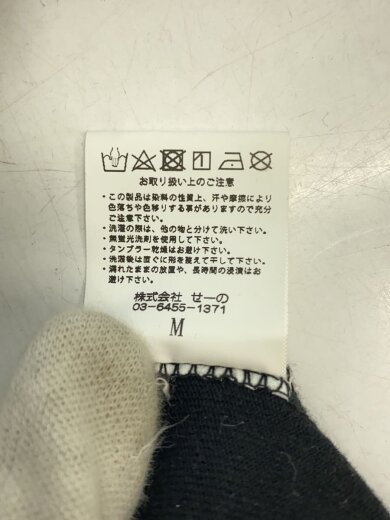 お取り扱い上のご注意
・この製品は染料の性質上、汗や摩擦により
色落ちや色移りする事がありますので充分
ご注意下さい。
・洗濯の際は、他の物と分けて洗い下さい。
・無蛍光洗剤を使用して下さい。
・タンブラー乾燥はお避け下さい。
・洗濯後は直ぐに形を整えて干して下さい。
・濡れたままの放置や、長時間の浸漬はお
避け下さい。
株式会社 せーの
03-6455-1371
M